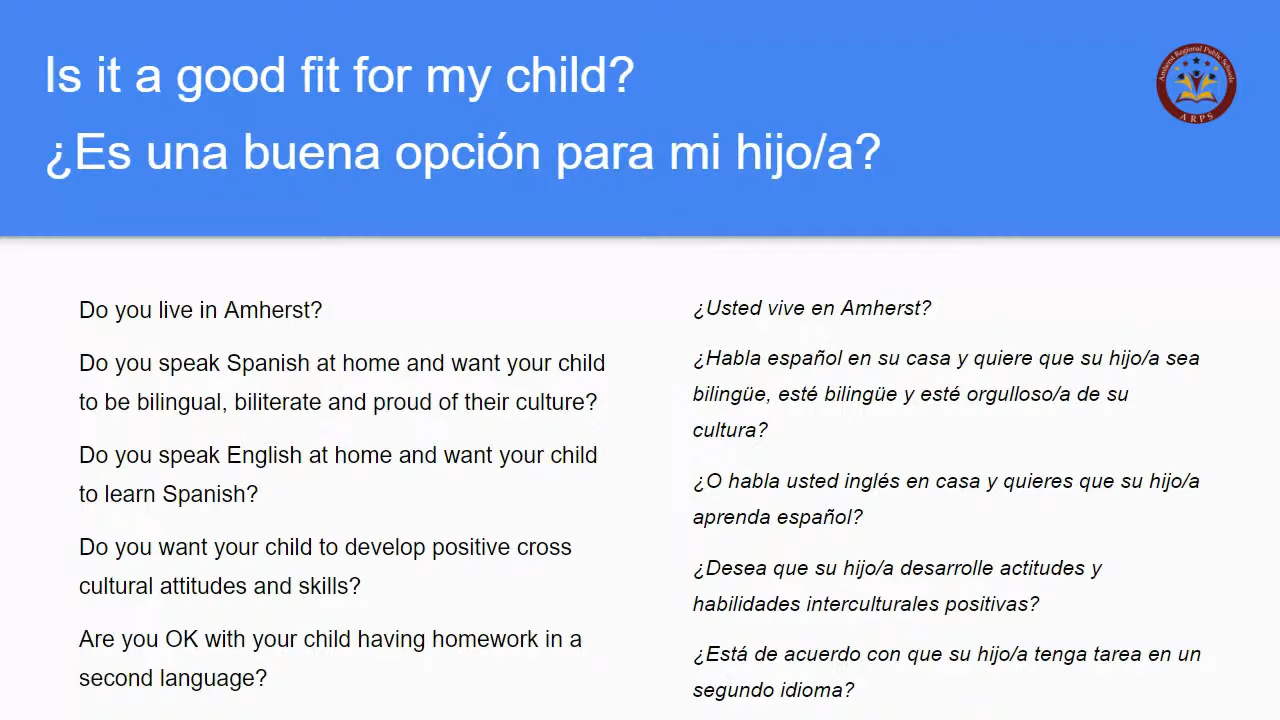 Is it a good fit for my child?
¿Es una buena opción para mi hijo/a?
Amherst Regional Public Schools
ARPS
Do you live in Amherst?
Do you speak Spanish at home and want your child
to be bilingual, biliterate and proud of their culture?
Do you speak English at home and want your child
to learn Spanish?
Do you want your child to develop positive cross
cultural attitudes and skills?
Are you OK with your child having homework in a
second language?
¿Usted vive en Amherst?
¿Habla español en su casa y quiere que su hijo/a sea
bilingüe, esté bilingüe y esté orgulloso/a de su
cultura?
¿O habla usted inglés en casa y quieres que su hijo/a
aprenda español?
¿Desea que su hijo/a desarrolle actitudes y
habilidades interculturales positivas?
¿Está de acuerdo con que su hijo/a tenga tarea en un
segundo idioma?